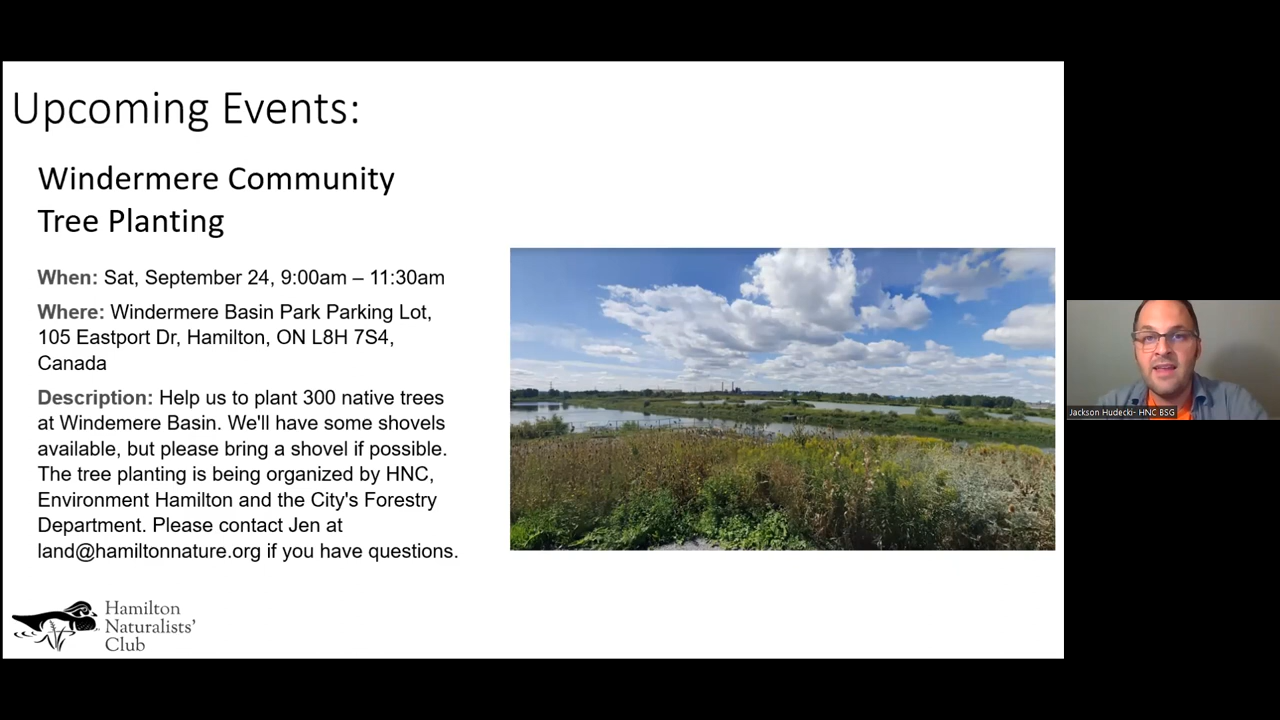 Upcoming Events:
Windermere Community
Tree Planting
When: Sat, September 24, 9:00am – 11:30am
Where: Windermere Basin Park Parking Lot,
105 Eastport Dr, Hamilton, ON L8H 7S4,
Canada
Description: Help us to plant 300 native trees
at Windemere Basin. We'll have some shovels
available, but please bring a shovel if possible.
The tree planting is being organized by HNC,
Environment Hamilton and the City's Forestry
Department. Please contact Jen at
land@hamiltonnature.org if you have questions.
Hamilton
Naturalists'
Club
Jackson Hudecki- HNC BSG